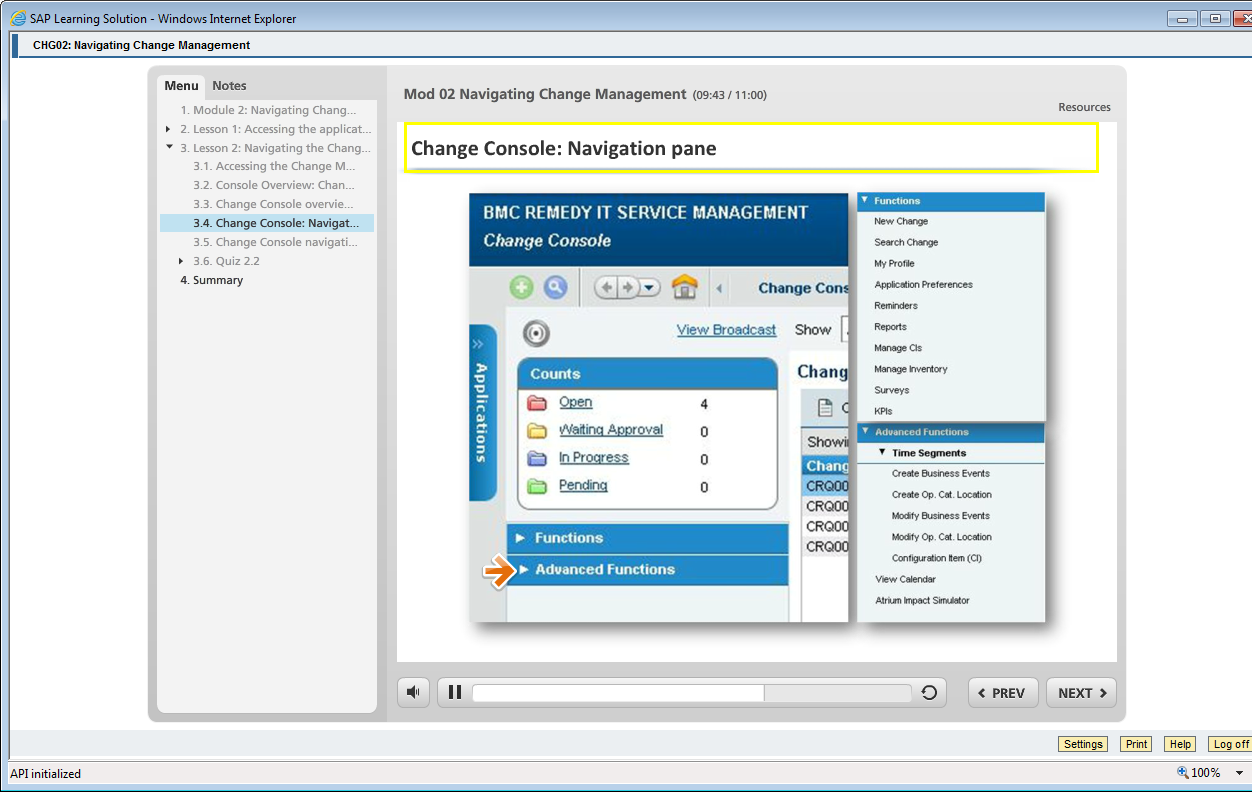 SAP Learning Solution - Windows Internet Explorer
CHG02: Navigating Change Management
Menu
Notes
1. Module 2: Navigating Chang...
2. Lesson 1: Accessing the applicat...
3. Lesson 2: Navigating the Chang...
3.1. Accessing the Change M...
3.2. Console Overview: Chan...
3.3. Change Console overvie...
3.4. Change Console: Navigat...
3.5. Change Console navigati...
3.6. Quiz 2.2
4. Summary
Mod 02 Navigating Change Management (09:43 / 11:00)
Resources
Change Console: Navigation pane
BMC REMEDY IT SERVICE MANAGEMENT
Change Console
Change Cons
View Broadcast Show
Applications
Counts
Open 4
Waiting Approval 0
In Progress 0
Pending 0
Functions
Advanced Functions
Chang
Showi
Chang
CRQ00
CRQ00
CRQ00
CRQ00
Functions
New Change
Search Change
My Profile
Application Preferences
Reminders
Reports
Manage CIs
Manage Inventory
Surveys
KPIs
Advanced Functions
Time Segments
Create Business Events
Create Op. Cat. Location
Modify Business Events
Modify Op. Cat. Location
Configuration Item (CI)
View Calendar
Atrium Impact Simulator
PREV
NEXT
Settings
Print
Help
Log off
API initialized
100%